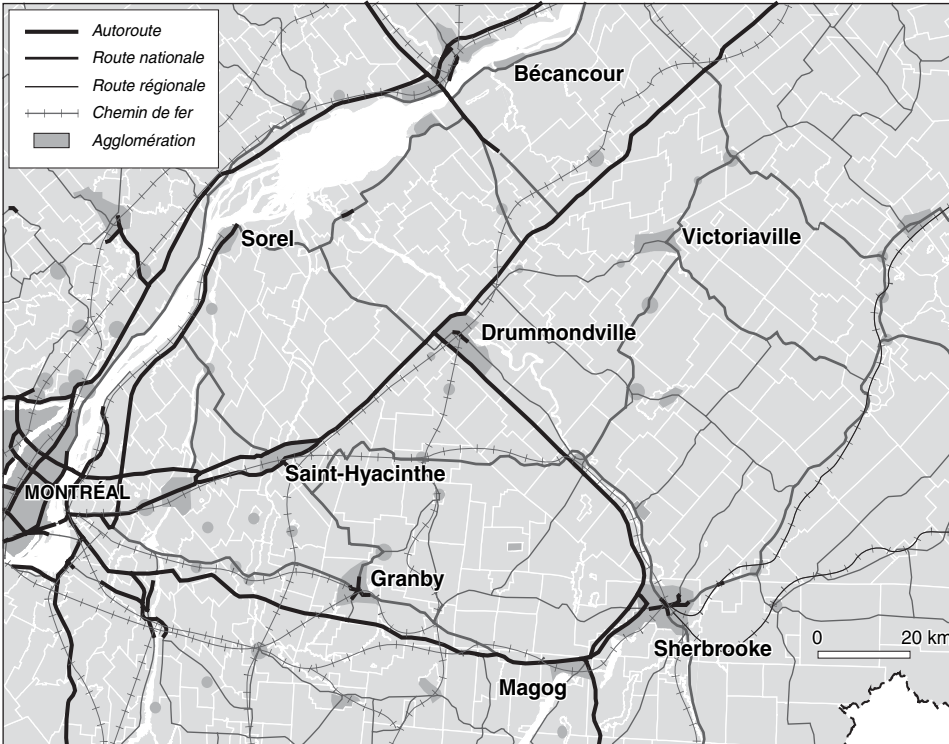 Autoroute
Route nationale
Route régionale
Chemin de fer
Agglomération
Bécancour
Sorel
Victoriaville
Drummondville
Saint-Hyacinthe
MONTRÉAL
Granby
Sherbrooke
0 20 km
Magog